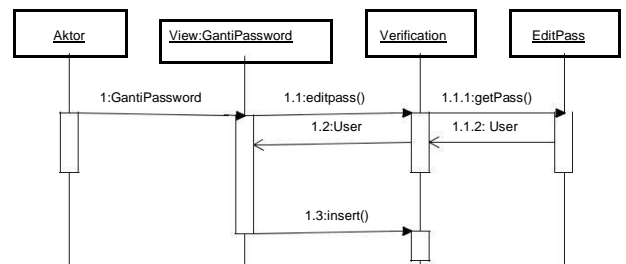 Aktor
View:GantiPassword
Verification
EditPass
1:GantiPassword
1.1:editpass()
1.1.1:getPass()
1.2:User
1.1.2: User
1.3:insert()